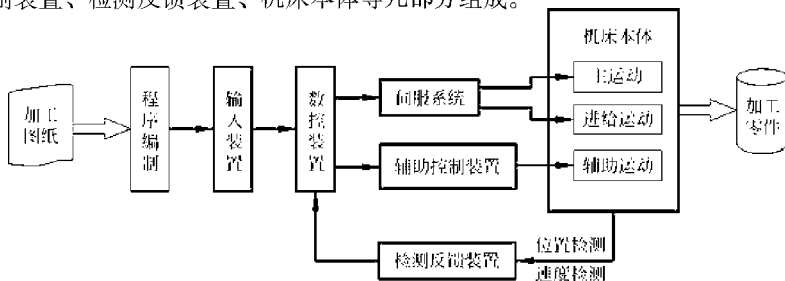 制装置、检测反馈装置、机床本体等几部分组成。
机床本体
加工
图纸
程序编制
输入装置
数控装置
伺服系统
辅助控制装置
主运动
进给运动
辅助运动
加工
零件
检测反馈装置
位置检测
速度检测